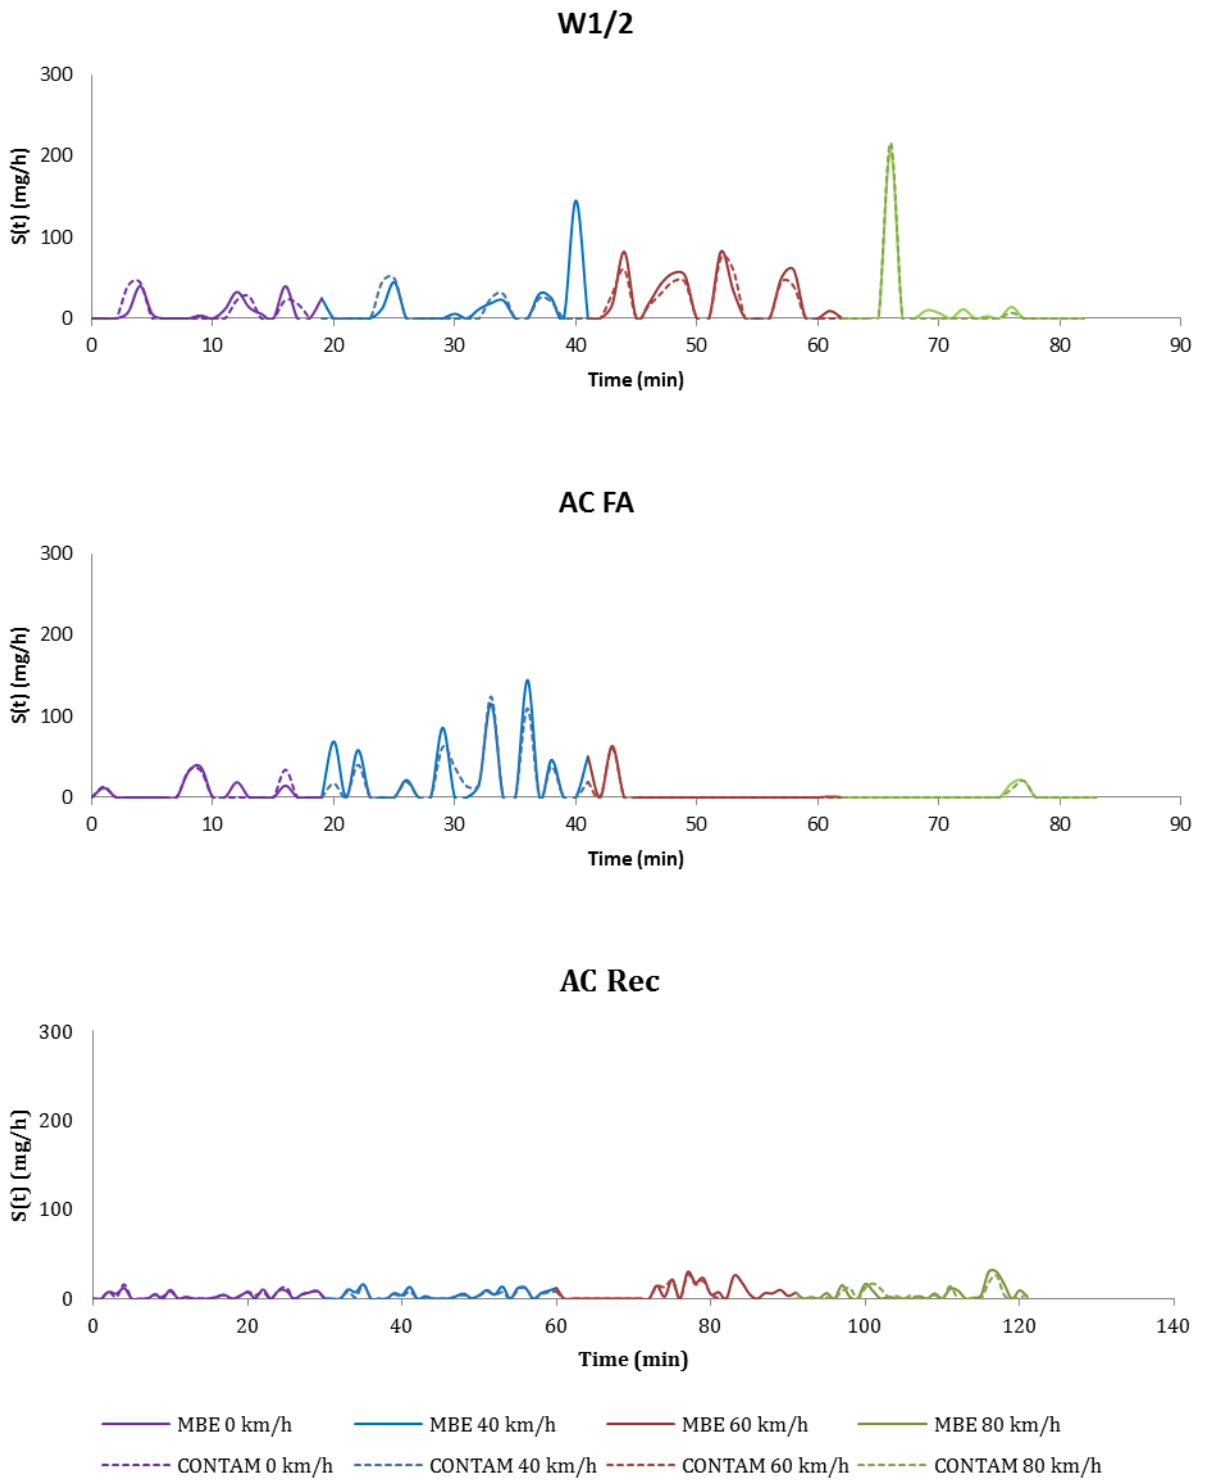 W1/2
300
200
100
0
S(t) (mg/h)
0 10 20 30 40 50 60 70 80 90
Time (min)
AC FA
300
200
100
0
S(t) (mg/h)
0 10 20 30 40 50 60 70 80 90
Time (min)
AC Rec
300
200
100
0
S(t) (mg/h)
0 20 40 60 80 100 120 140
Time (min)
MBE 0 km/h MBE 40 km/h MBE 60 km/h MBE 80 km/h
CONTAM 0 km/h CONTAM 40 km/h CONTAM 60 km/h CONTAM 80 km/h